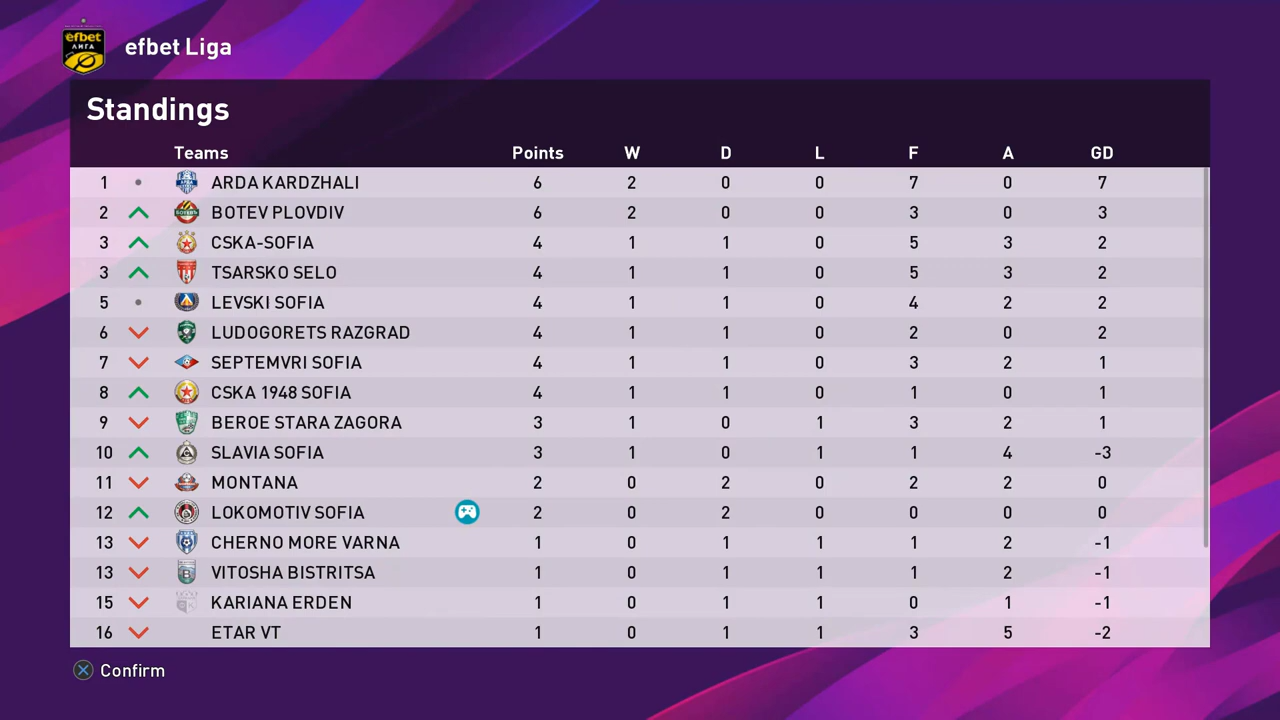 efbet
ЛИГА
efbet Liga
Standings
Teams Points W D L F A GD
1 ARDA KARDZHALI 6 2 0 0 7 0 7
2 BOTEV PLOVDIV 6 2 0 0 3 0 3
3 CSKA-SOFIA 4 1 1 0 5 3 2
3 TSARSKO SELO 4 1 1 0 5 3 2
5 LEVSKI SOFIA 4 1 1 0 4 2 2
6 LUDOGORETS RAZGRAD 4 1 1 0 2 0 2
7 SEPTEMVRI SOFIA 4 1 1 0 3 2 1
8 CSKA 1948 SOFIA 4 1 1 0 1 0 1
9 BEROE STARA ZAGORA 3 1 0 1 3 2 1
10 SLAVIA SOFIA 3 1 0 1 1 4 -3
11 MONTANA 2 0 2 0 2 2 0
12 LOKOMOTIV SOFIA 2 0 2 0 0 0 0
13 CHERNO MORE VARNA 1 0 1 1 1 2 -1
13 VITOSHA BISTRITSA 1 0 1 1 1 2 -1
15 KARIANA ERDEN 1 0 1 1 0 1 -1
16 ETAR VT 1 0 1 1 3 5 -2
Confirm